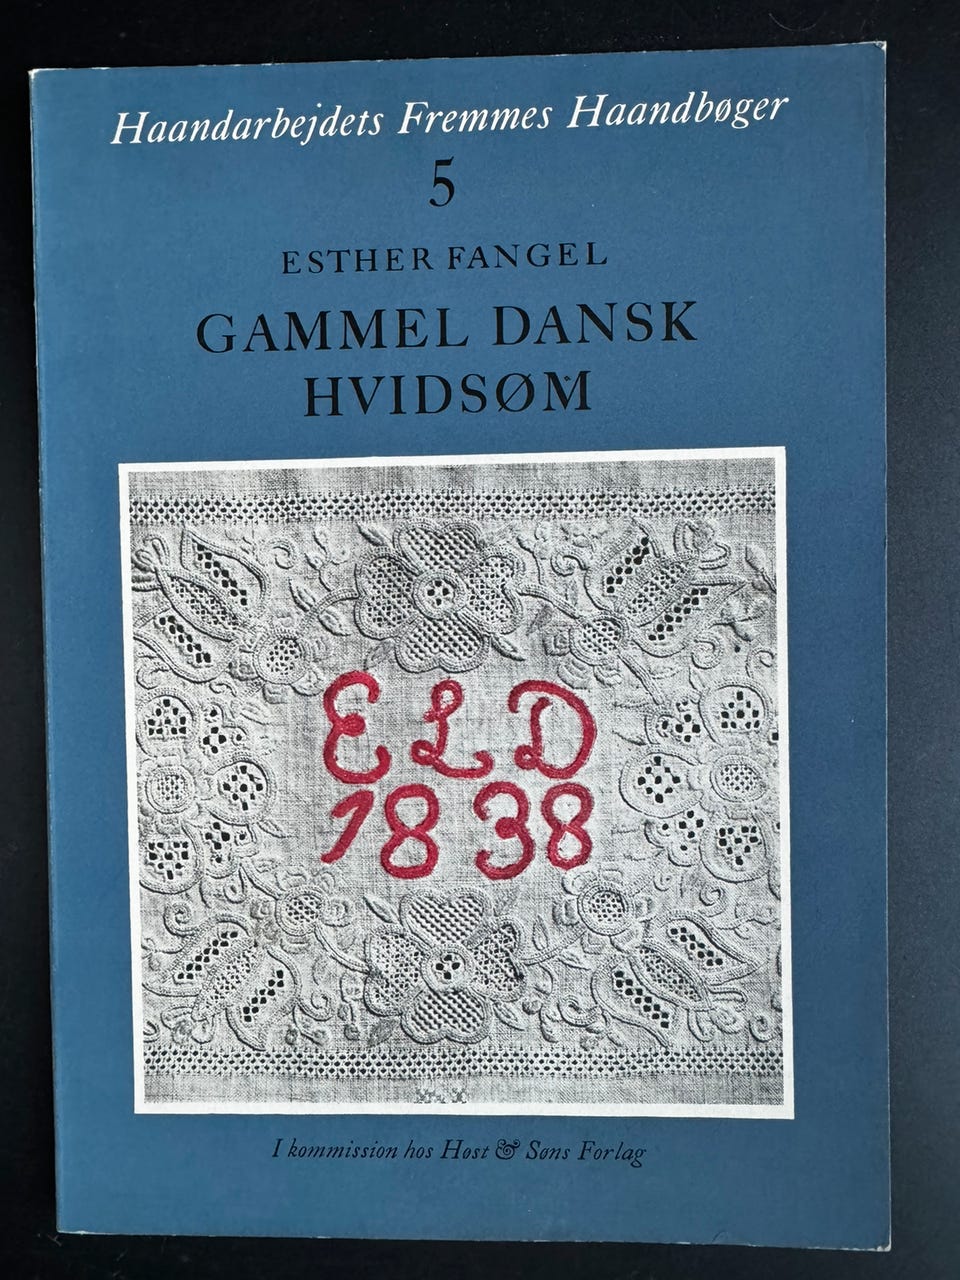 Haandarbejdets Fremmes Haandbøger
5
ESTHER FANGEL
GAMMEL DANSK
HVIDSØM
ELD
1838
I kommission hos Høst & Søns Forlag